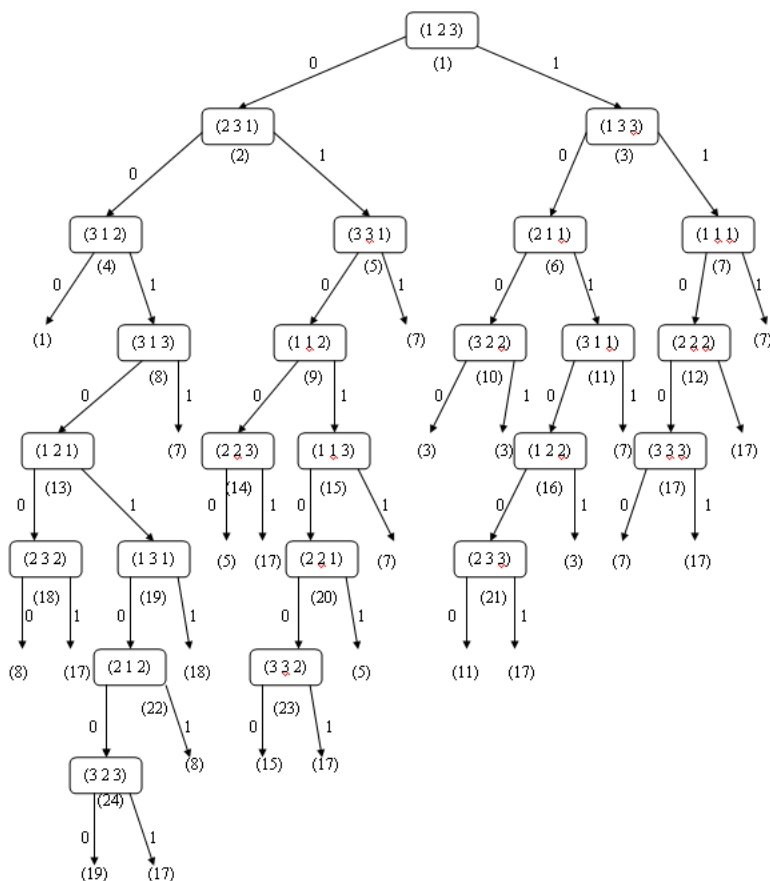 (1 2 3)
0 (1) 1
(2 3 1) (1 3 3)
0 (2) 1 0 (3) 1
(3 1 2) (3 3 1) (2 1 1) (1 1 1)
0 (4) 1 0 (5) 1 0 (6) 1 0 (7) 1
(1) (3 1 3) (1 1 2) (7) (3 2 2) (3 1 1) (2 2 2) (7)
0 (8) 1 0 (9) 1 0 (10) 1 0 (11) 1 0 (12)
(1 2 1) (7) (2 2 3) (1 1 3) (3) (3) (1 2 2) (7) (3 3 3) (17)
0 (13) 1 0 (14) 1 0 (15) 1 0 (16) 1 0 (17) 1
(2 3 2) (1 3 1) (5) (17) (2 2 1) (7) (2 3 3) (3) (7) (17)
0 (18) 1 0 (19) 1 0 (20) 1 0 (21) 1
(8) (17) (2 1 2) (18) (3 3 2) (5) (11) (17)
0 (22) 1 0 (23) 1
(3 2 3) (8) (15) (17)
0 (24) 1
(19) (17)